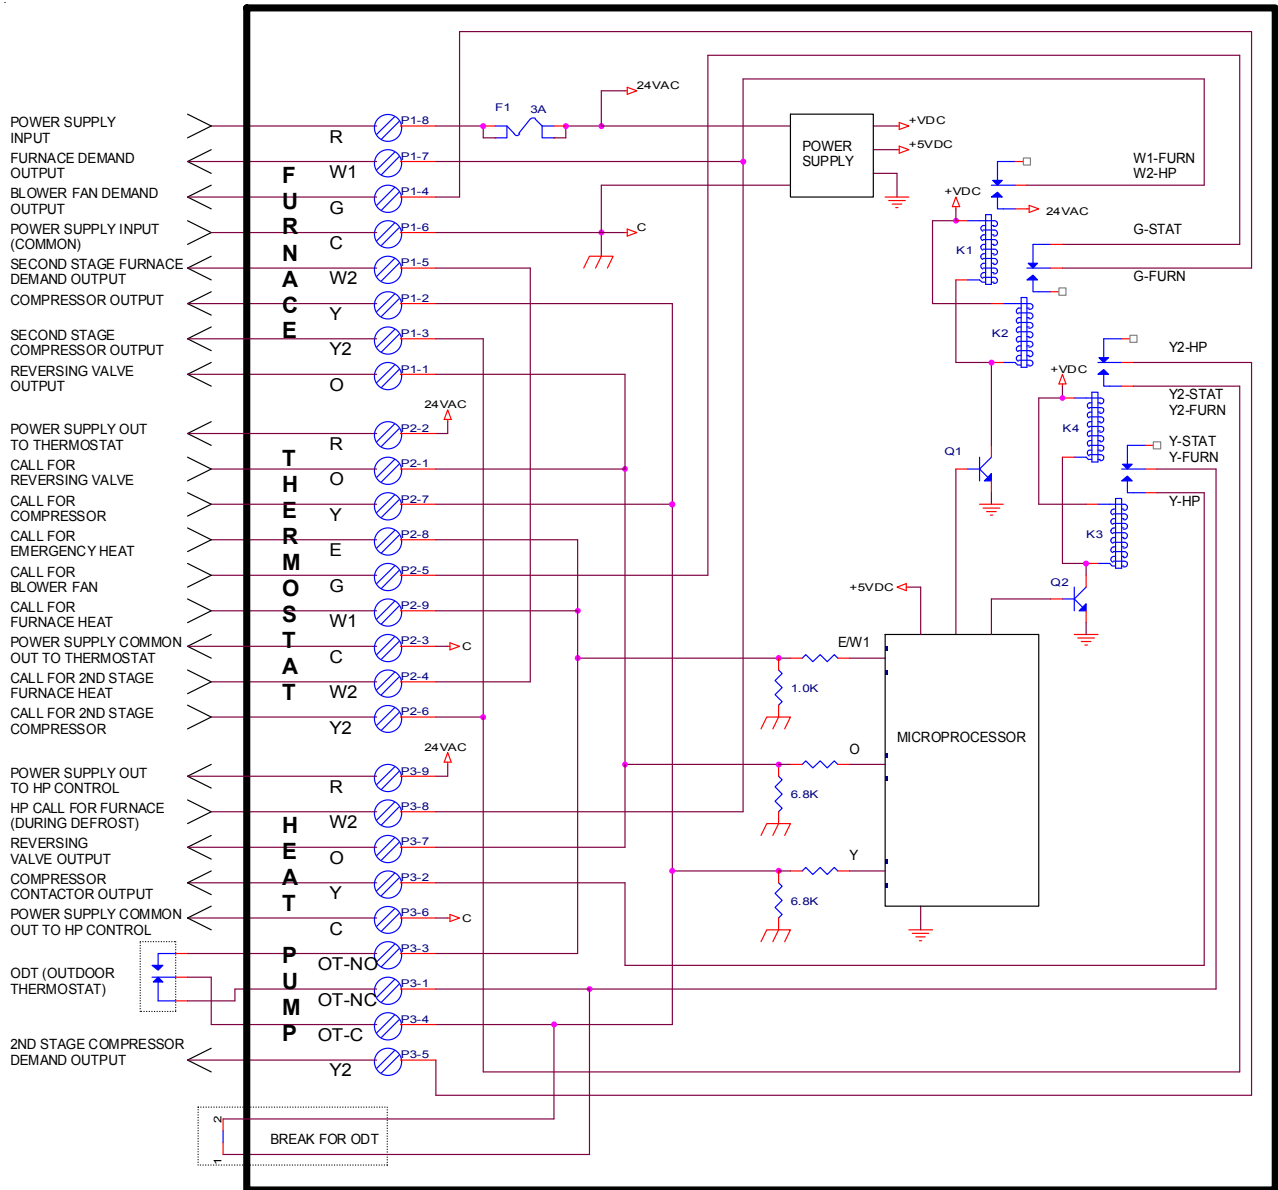 POWER SUPPLY
INPUT
FURNACE DEMAND
OUTPUT
BLOWER FAN DEMAND
OUTPUT
POWER SUPPLY INPUT
(COMMON)
SECOND STAGE FURNACE
DEMAND OUTPUT
COMPRESSOR OUTPUT
SECOND STAGE
COMPRESSOR OUTPUT
REVERSING VALVE
OUTPUT
POWER SUPPLY OUT
TO THERMOSTAT
CALL FOR
REVERSING VALVE
CALL FOR
COMPRESSOR
CALL FOR
EMERGENCY HEAT
CALL FOR
BLOWER FAN
CALL FOR
FURNACE HEAT
POWER SUPPLY COMMON
OUT TO THERMOSTAT
CALL FOR 2ND STAGE
FURNACE HEAT
CALL FOR 2ND STAGE
COMPRESSOR
POWER SUPPLY OUT
TO HP CONTROL
HP CALL FOR FURNACE
(DURING DEFROST)
REVERSING
VALVE OUTPUT
COMPRESSOR
CONTACTOR OUTPUT
POWER SUPPLY COMMON
OUT TO HP CONTROL
ODT (OUTDOOR
THERMOSTAT)
2ND STAGE COMPRESSOR
DEMAND OUTPUT
FURNACE
R P1-8
W1 P1-7
G P1-4
C P1-6
W2 P1-5
Y P1-2
Y2 P1-3
O P1-1
THERMOSTAT
R P2-2
O P2-1
Y P2-7
E P2-8
G P2-5
W1 P2-9
C P2-3
W2 P2-4
Y2 P2-6
HEAT PUMP
R P3-9
W2 P3-8
O P3-7
Y P3-2
C P3-6
OT-NO P3-3
OT-NC P3-1
OT-C P3-4
Y2 P3-5
2
1
BREAK FOR ODT
F1 3A
24VAC
C
24VAC
C
24VAC
C
POWER
SUPPLY
+VDC
+5VDC
W1-FURN
W2-HP
+VDC
24VAC
K1
G-STAT
G-FURN
K2
Y2-HP
+VDC
Y2-STAT
Y2-FURN
K4
Y-STAT
Y-FURN
Q1
Y-HP
K3
Q2
+5VDC
E/W1
1.0K
MICROPROCESSOR
O
6.8K
Y
6.8K